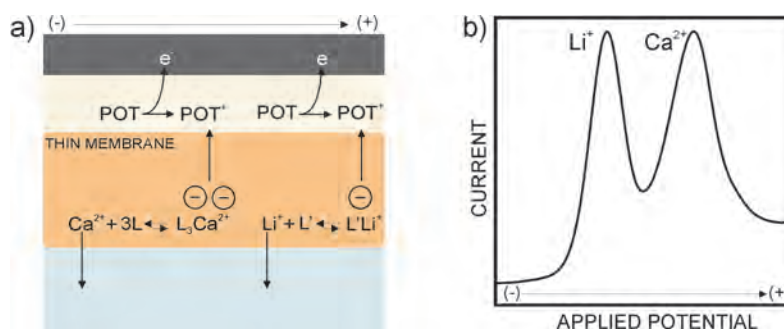 a) (-) (+)
e e
POT POT⁺ POT POT⁺
THIN MEMBRANE
− − −
Ca²⁺ + 3L L₃Ca²⁺ Li⁺ + L' L'Li⁺
b)
Li⁺ Ca²⁺
CURRENT
(-) (+
APPLIED POTENTIAL